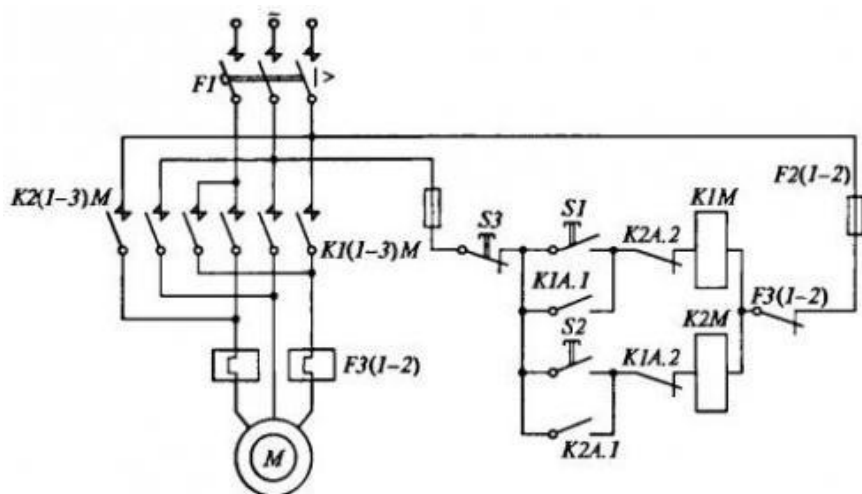 F1
K2(1-3)M
K1(1-3)M
F2(1-2)
S3
S1
K2A.2
K1M
K1A.1
F3(1-2)
S2
K2M
K1A.2
F3(1-2)
K2A.1
M